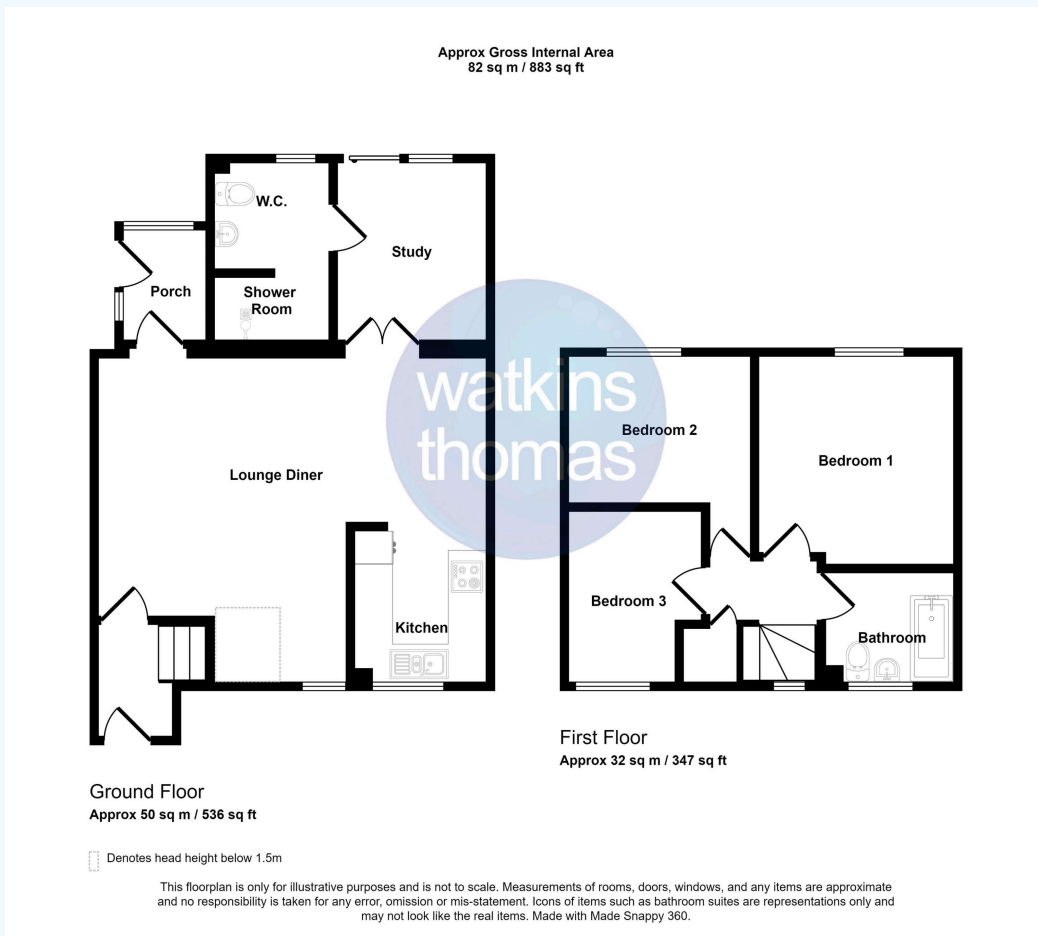 Approx Gross Internal Area
82 sq m / 883 sq ft
W.C.
Study
Porch
Shower
Room
watkins
thomas
Lounge Diner
Kitchen
Bedroom 2
Bedroom 1
Bedroom 3
Bathroom
First Floor
Approx 32 sq m / 347 sq ft
Ground Floor
Approx 50 sq m / 536 sq ft
Denotes head height below 1.5m
This floorplan is only for illustrative purposes and is not to scale. Measurements of rooms, doors, windows, and any items are approximate
and no responsibility is taken for any error, omission or mis-statement. Icons of items such as bathroom suites are representations only and
may not look like the real items. Made with Made Snappy 360.